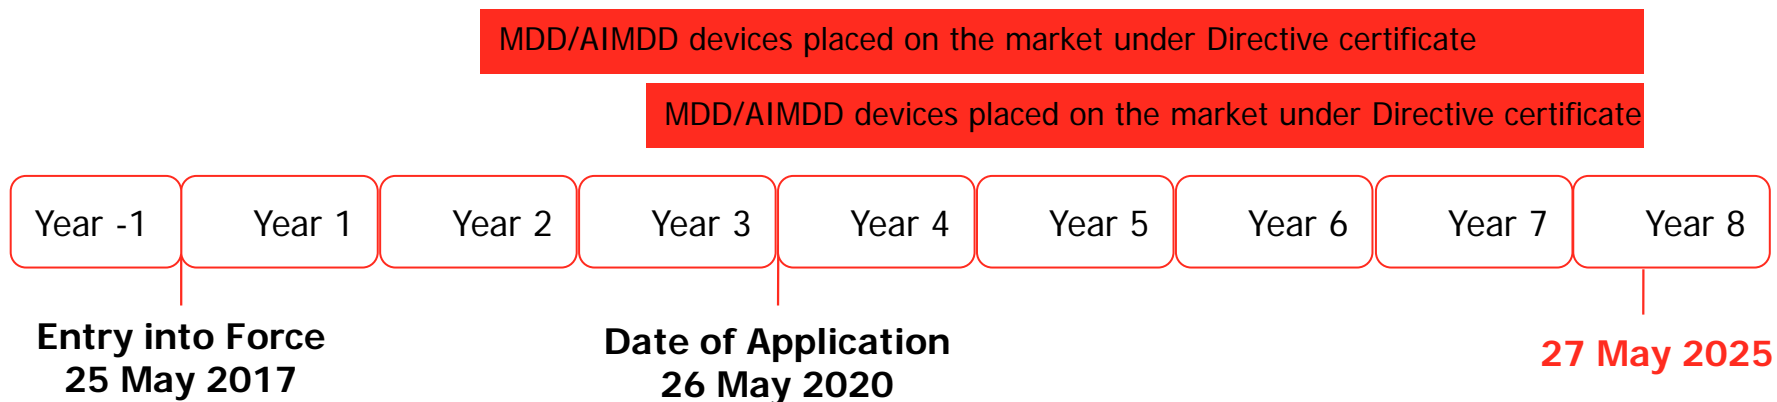 MDD/AIMDD devices placed on the market under Directive certificate
MDD/AIMDD devices placed on the market under Directive certificate
Year -1 Year 1 Year 2 Year 3 Year 4 Year 5 Year 6 Year 7 Year 8
Entry into Force
25 May 2017
Date of Application
26 May 2020
27 May 2025